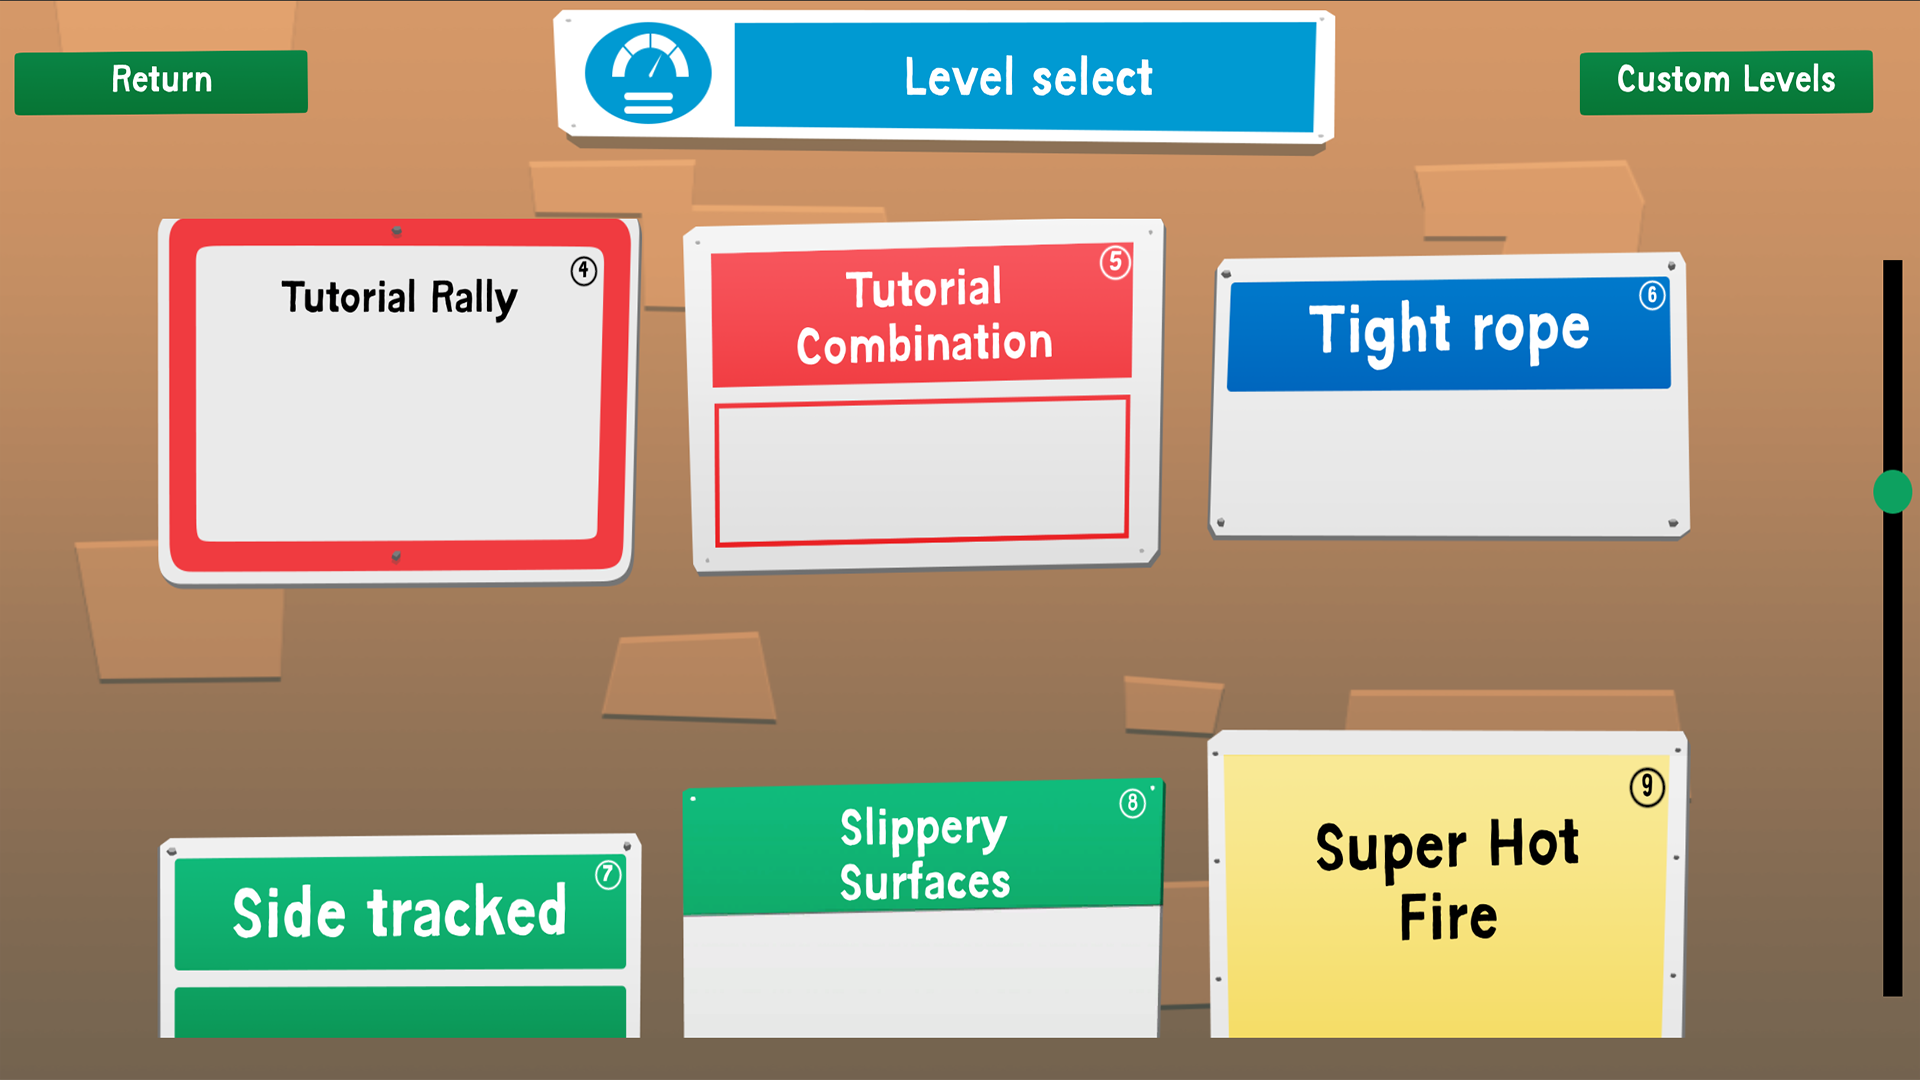 Return
Level select
Custom Levels
Tutorial Rally
4
Tutorial
Combination
5
Tight rope
6
Side tracked
7
Slippery
Surfaces
8
Super Hot
Fire
9